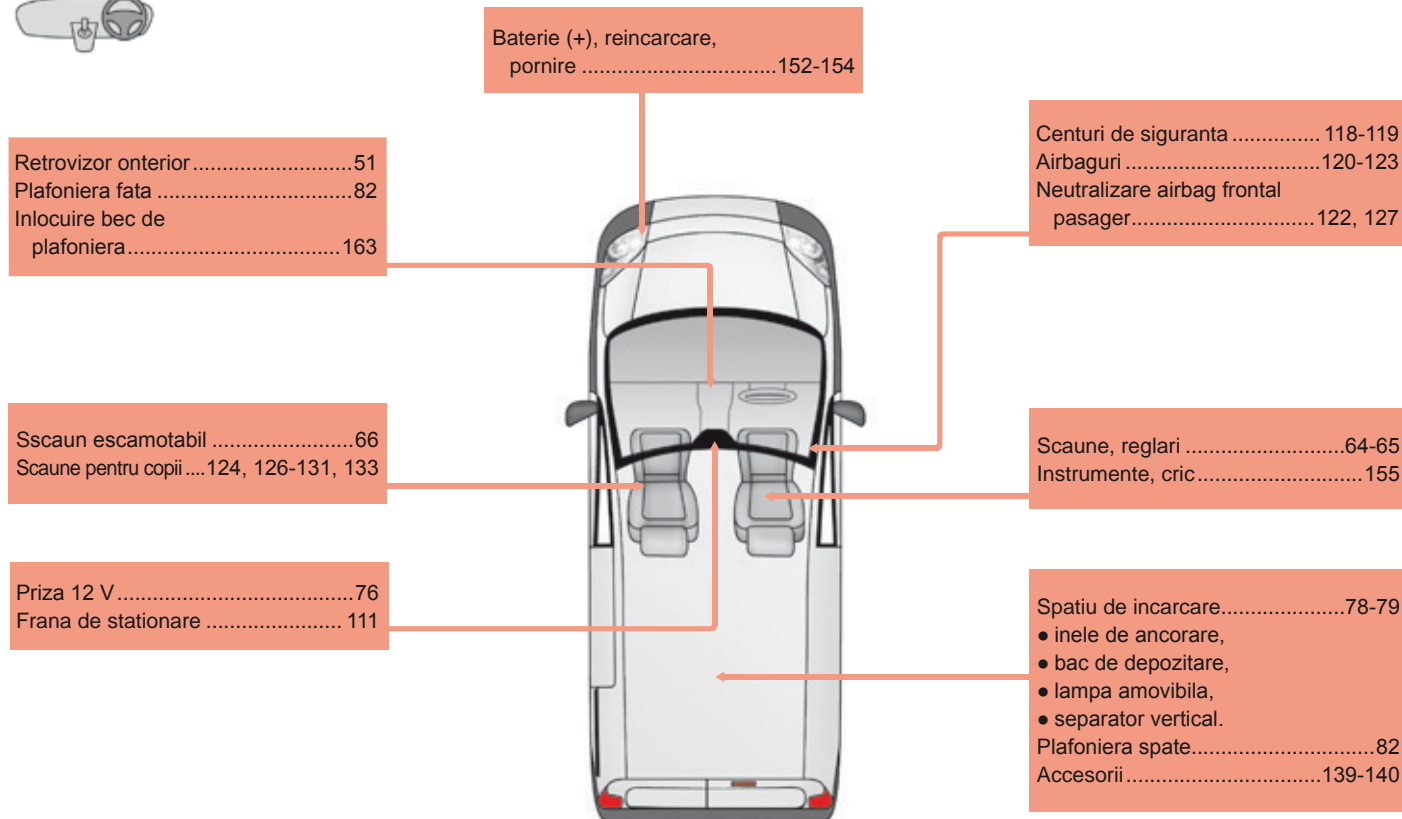 Baterie (+), reincarcare,
pornire .................................152-154
Retrovizor onterior...........................51
Plafoniera fata .................................82
Inlocuire bec de
plafoniera....................................163
Centuri de siguranta ............... 118-119
Airbaguri .................................120-123
Neutralizare airbag frontal
pasager...............................122, 127
Sscaun escamotabil ........................66
Scaune pentru copii ....124, 126-131, 133
Scaune, reglari ...........................64-65
Instrumente, cric.............................155
Priza 12 V........................................76
Frana de stationare ....................... 111
Spatiu de incarcare.....................78-79
● inele de ancorare,
● bac de depozitare,
● lampa amovibila,
● separator vertical.
Plafoniera spate...............................82
Accesorii .................................139-140